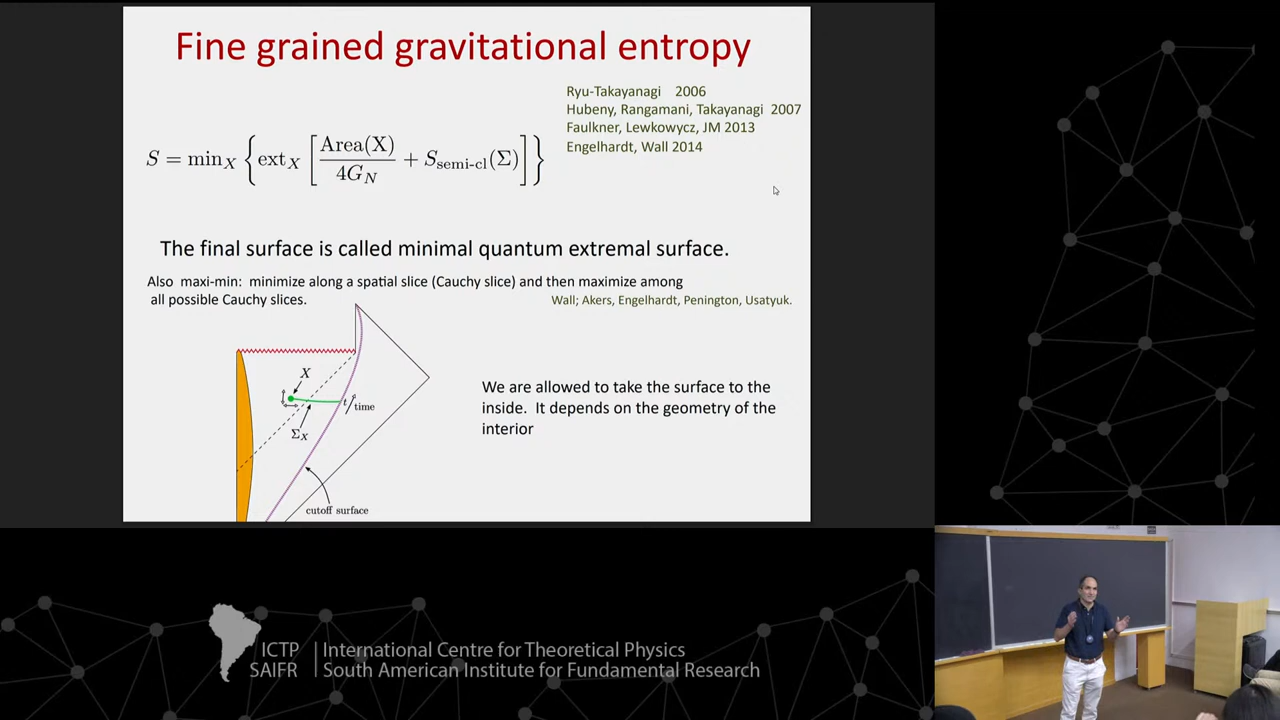 Fine grained gravitational entropy
Ryu-Takayanagi 2006
Hubeny, Rangamani, Takayanagi 2007
Faulkner, Lewkowycz, JM 2013
Engelhardt, Wall 2014
S = min_X { ext_X [ Area(X) / 4G_N + S_semi-cl(Σ) ] }
The final surface is called minimal quantum extremal surface.
Also maxi-min: minimize along a spatial slice (Cauchy slice) and then maximize among
all possible Cauchy slices.
Wall; Akers, Engelhardt, Penington, Usatyuk.
X
t
time
Σ_X
cutoff surface
We are allowed to take the surface to the
inside. It depends on the geometry of the
interior
ICTP
SAIFR
International Centre for Theoretical Physics
South American Institute for Fundamental Research